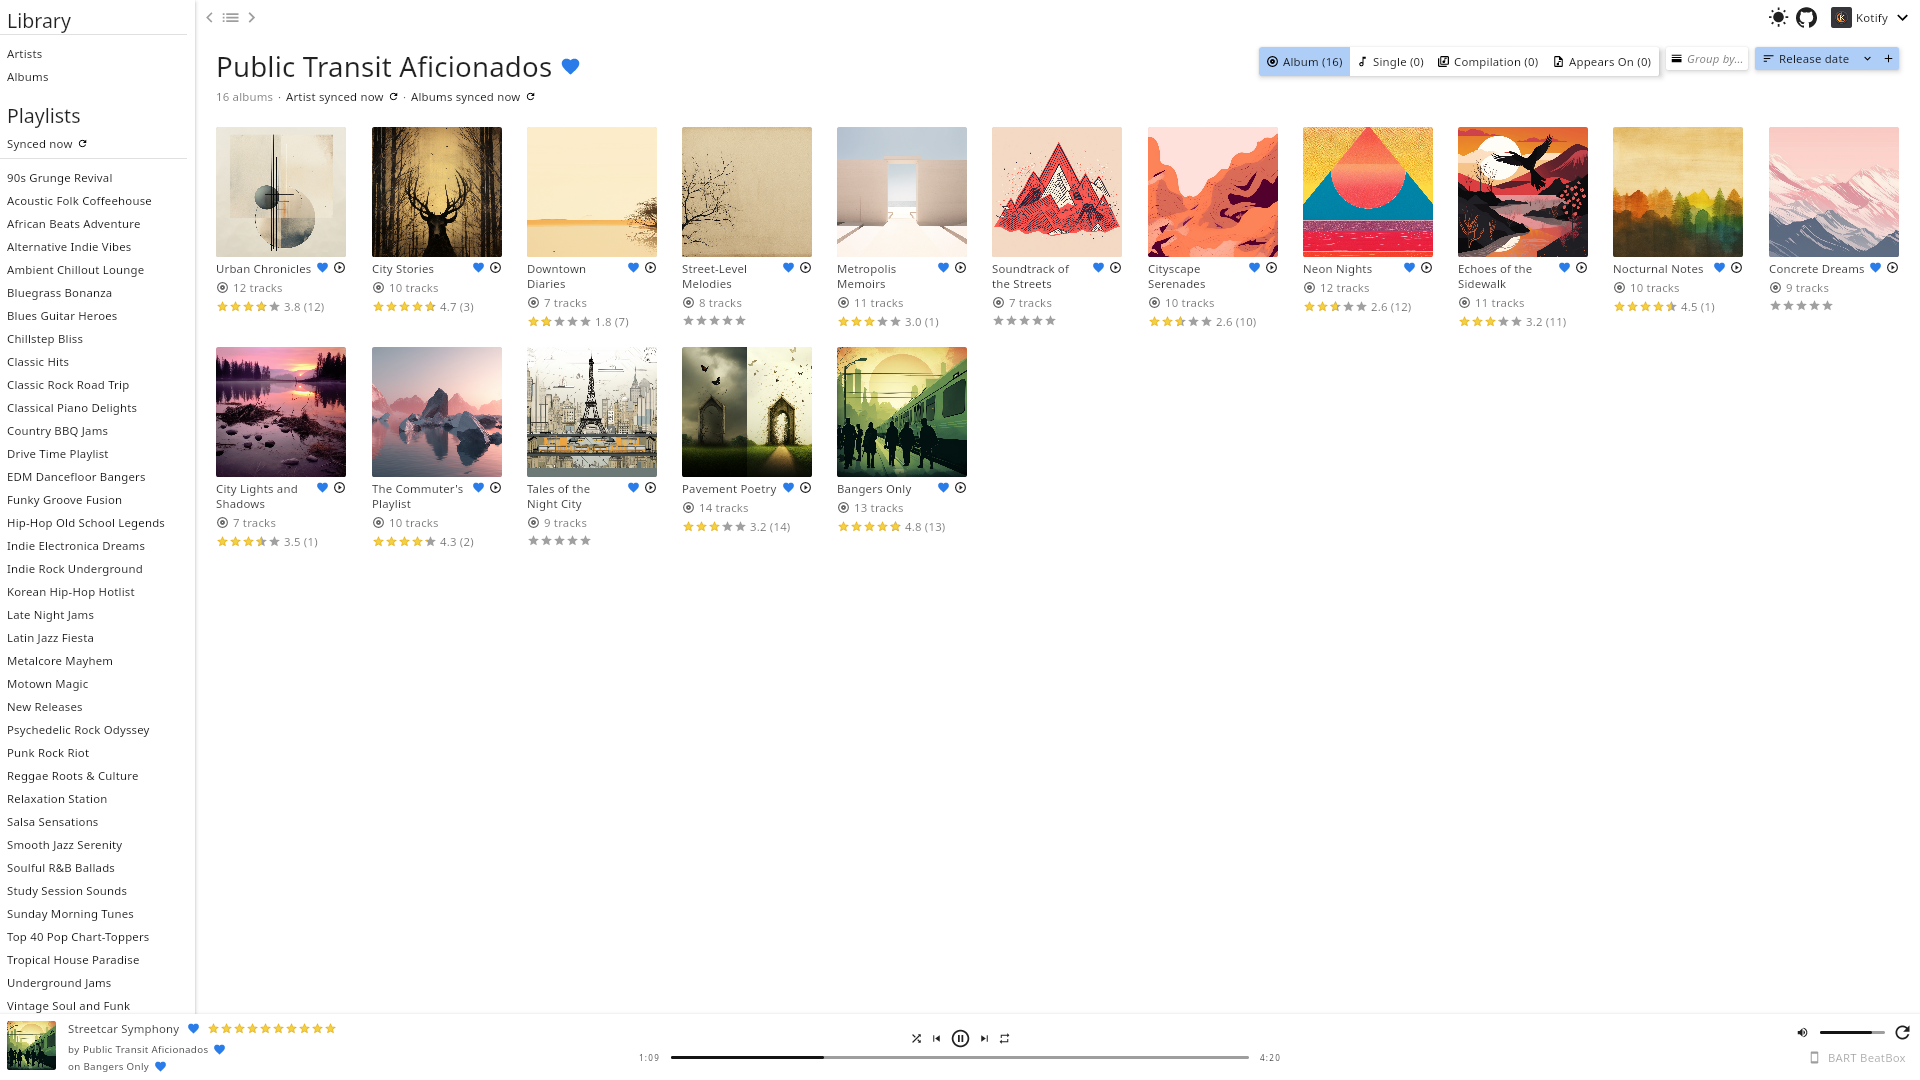 Library
Artists
Albums
Playlists
Synced now
90s Grunge Revival
Acoustic Folk Coffeehouse
African Beats Adventure
Alternative Indie Vibes
Ambient Chillout Lounge
Bluegrass Bonanza
Blues Guitar Heroes
Chillstep Bliss
Classic Hits
Classic Rock Road Trip
Classical Piano Delights
Country BBQ Jams
Drive Time Playlist
EDM Dancefloor Bangers
Funky Groove Fusion
Hip-Hop Old School Legends
Indie Electronica Dreams
Indie Rock Underground
Korean Hip-Hop Hotlist
Late Night Jams
Latin Jazz Fiesta
Metalcore Mayhem
Motown Magic
New Releases
Psychedelic Rock Odyssey
Punk Rock Riot
Reggae Roots & Culture
Relaxation Station
Salsa Sensations
Smooth Jazz Serenity
Soulful R&B Ballads
Study Session Sounds
Sunday Morning Tunes
Top 40 Pop Chart-Toppers
Tropical House Paradise
Underground Jams
Vintage Soul and Funk
Kotify
Public Transit Aficionados
Album (16) Single (0) Compilation (0) Appears On (0) Group by... Release date
16 albums · Artist synced now · Albums synced now
Urban Chronicles
12 tracks
3.8 (12)
City Stories
10 tracks
4.7 (3)
Downtown
Diaries
7 tracks
1.8 (7)
Street-Level
Melodies
8 tracks
Metropolis
Memoirs
11 tracks
3.0 (1)
Soundtrack of
the Streets
7 tracks
Cityscape
Serenades
10 tracks
2.6 (10)
Neon Nights
12 tracks
2.6 (12)
Echoes of the
Sidewalk
11 tracks
3.2 (11)
Nocturnal Notes
10 tracks
4.5 (1)
Concrete Dreams
9 tracks
City Lights and
Shadows
7 tracks
3.5 (1)
The Commuter's
Playlist
10 tracks
4.3 (2)
Tales of the
Night City
9 tracks
Pavement Poetry
14 tracks
3.2 (14)
Bangers Only
13 tracks
4.8 (13)
Streetcar Symphony
by Public Transit Aficionados
on Bangers Only
1:09
4:20
BART BeatBox